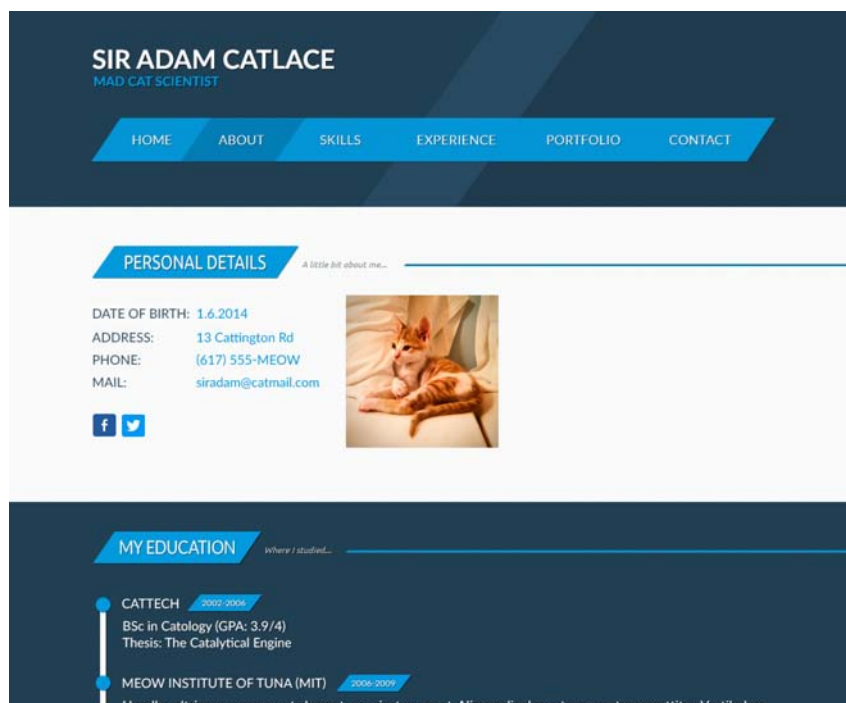 SIR ADAM CATLACE
MAD CAT SCIENTIST
HOME ABOUT SKILLS EXPERIENCE PORTFOLIO CONTACT
PERSONAL DETAILS A little bit about me...
DATE OF BIRTH: 1.6.2014
ADDRESS: 13 Cattington Rd
PHONE: (617) 555-MEOW
MAIL: siradam@catmail.com
f
MY EDUCATION Where I studied...
CATTECH 2002-2006
BSc in Catology (GPA: 3.9/4)
Thesis: The Catalytical Engine
MEOW INSTITUTE OF TUNA (MIT) 2006-2009